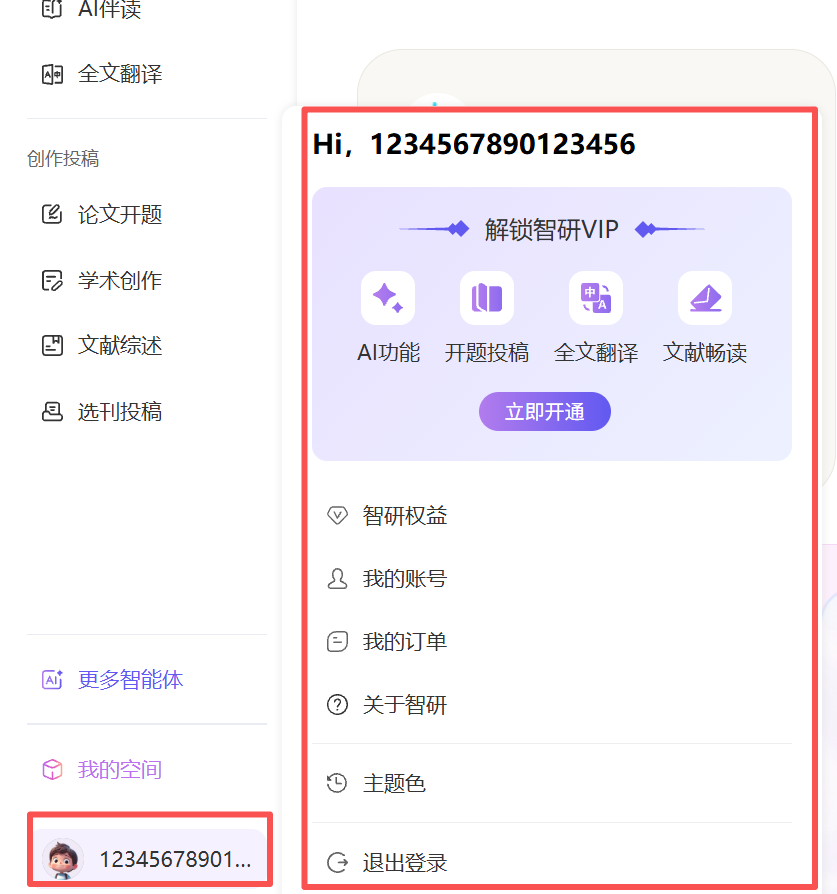 AI伴读
全文翻译
创作投稿
论文开题
学术创作
文献综述
选刊投稿
更多智能体
我的空间
12345678901...
Hi，1234567890123456
解锁智研VIP
中
A
AI功能
开题投稿
全文翻译
文献畅读
立即开通
智研权益
我的账号
我的订单
关于智研
主题色
退出登录